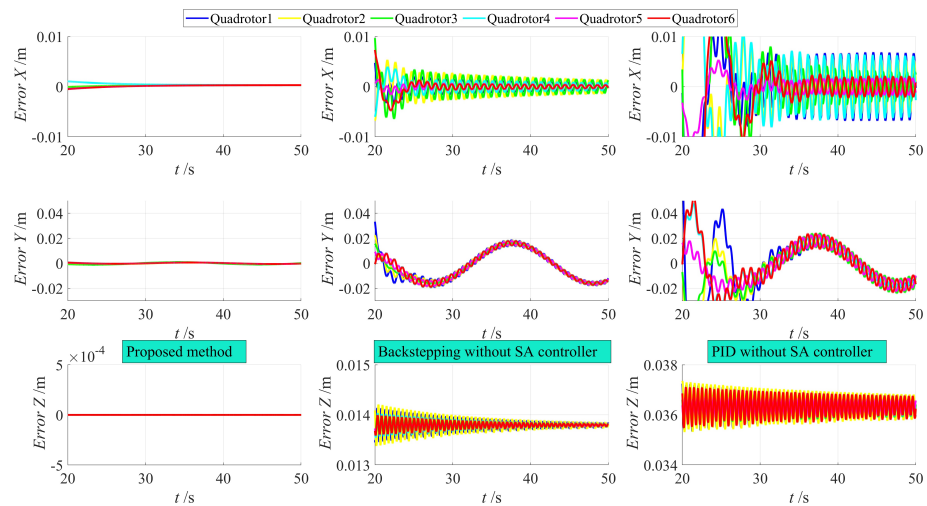 Quadrotor1 Quadrotor2 Quadrotor3 Quadrotor4 Quadrotor5 Quadrotor6
Error X /m
0.01
0
-0.01
20 30 40 50
t /s
Error X /m
0.01
0
-0.01
20 30 40 50
t /s
Error X /m
0.01
0
-0.01
20 30 40 50
t /s
Error Y /m
0.04
0.02
0
-0.02
20 30 40 50
t /s
Error Y /m
0.04
0.02
0
-0.02
20 30 40 50
t /s
Error Y /m
0.04
0.02
0
-0.02
20 30 40 50
t /s
Proposed method
Backstepping without SA controller
PID without SA controller
Error Z /m
×10⁻⁴
5
0
-5
20 30 40 50
t /s
Error Z /m
0.015
0.014
0.013
20 30 40 50
t /s
Error Z /m
0.038
0.036
0.034
20 30 40 50
t /s